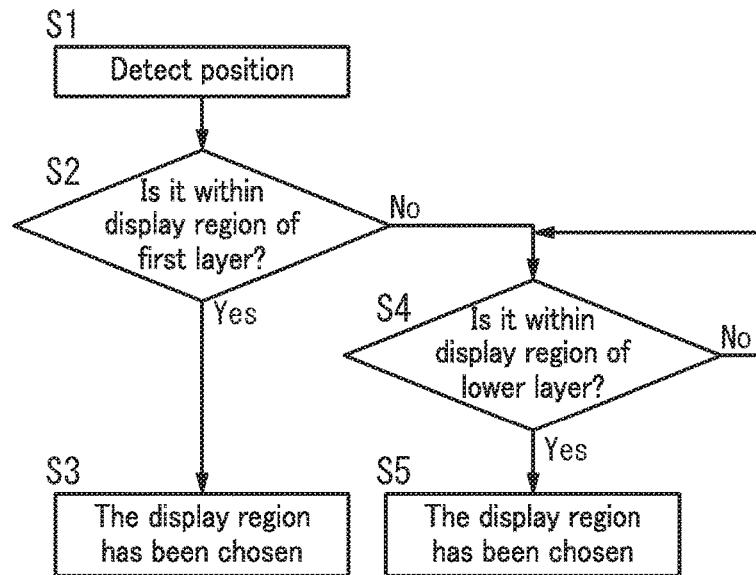 S1
Detect position
S2
Is it within
display region of
first layer?
No
Yes
S4
Is it within
display region of
lower layer?
No
Yes
S3
The display region
has been chosen
S5
The display region
has been chosen